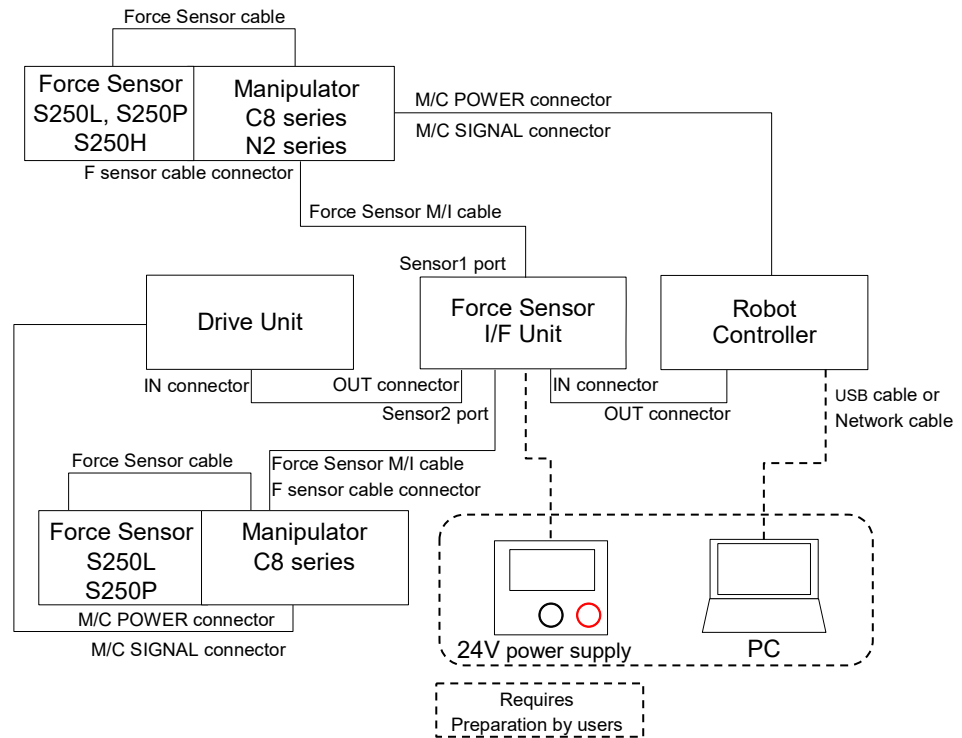 Force Sensor cable
Force Sensor
S250L, S250P
S250H
Manipulator
C8 series
N2 series
M/C POWER connector
M/C SIGNAL connector
F sensor cable connector
Force Sensor M/I cable
Sensor1 port
Drive Unit
Force Sensor
I/F Unit
Robot
Controller
IN connector
OUT connector
IN connector
OUT connector
Sensor2 port
USB cable or
Network cable
Force Sensor cable
Force Sensor M/I cable
F sensor cable connector
Force Sensor
S250L
S250P
Manipulator
C8 series
M/C POWER connector
M/C SIGNAL connector
24V power supply
PC
Requires
Preparation by users